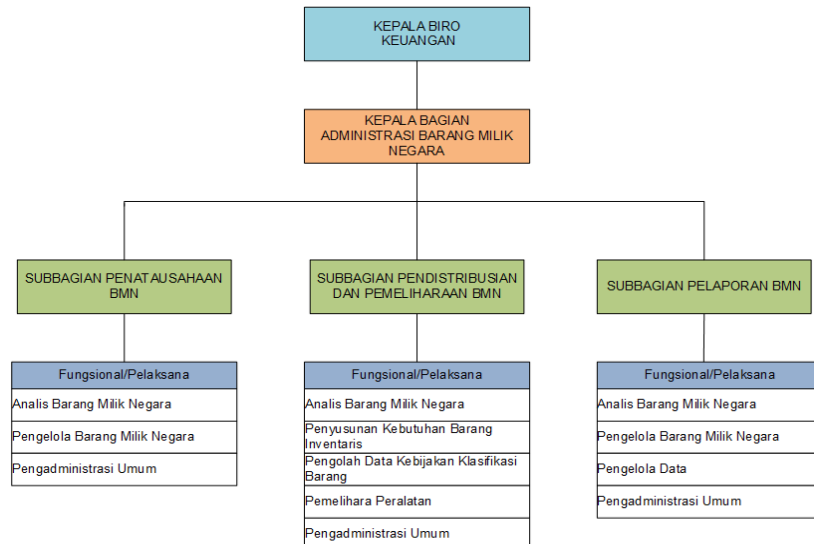 KEPALA BIRO
KEUANGAN
KEPALA BAGIAN
ADMINISTRASI BARANG MILIK
NEGARA
SUBBAGIAN PENATAUSAHAAN
BMN
SUBBAGIAN PENDISTRIBUSIAN
DAN PEMELIHARAAN BMN
SUBBAGIAN PELAPORAN BMN
Fungsional/Pelaksana
Analis Barang Milik Negara
Pengelola Barang Milik Negara
Pengadministrasi Umum
Fungsional/Pelaksana
Analis Barang Milik Negara
Penyusunan Kebutuhan Barang
Inventaris
Pengolah Data Kebijakan Klasifikasi
Barang
Pemelihara Peralatan
Pengadministrasi Umum
Fungsional/Pelaksana
Analis Barang Milik Negara
Pengelola Barang Milik Negara
Pengelola Data
Pengadministrasi Umum